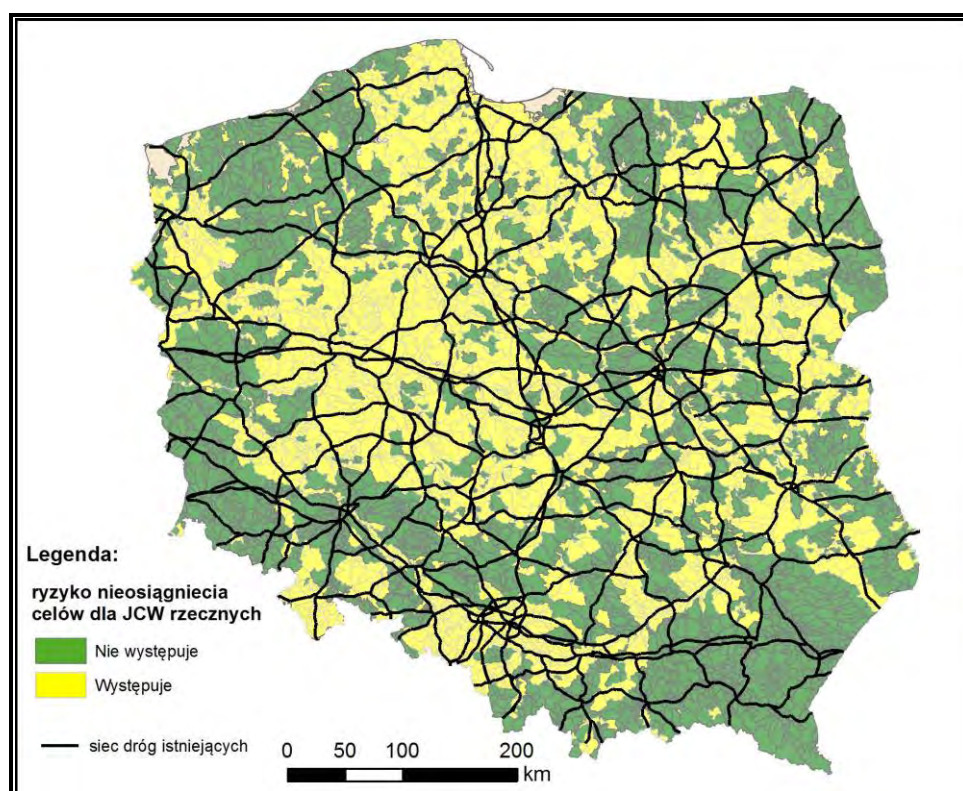 Legenda:
ryzyko nieosiągniecia
celów dla JCW rzecznych
Nie występuje
Występuje
siec dróg istniejących
0 50 100 200
km